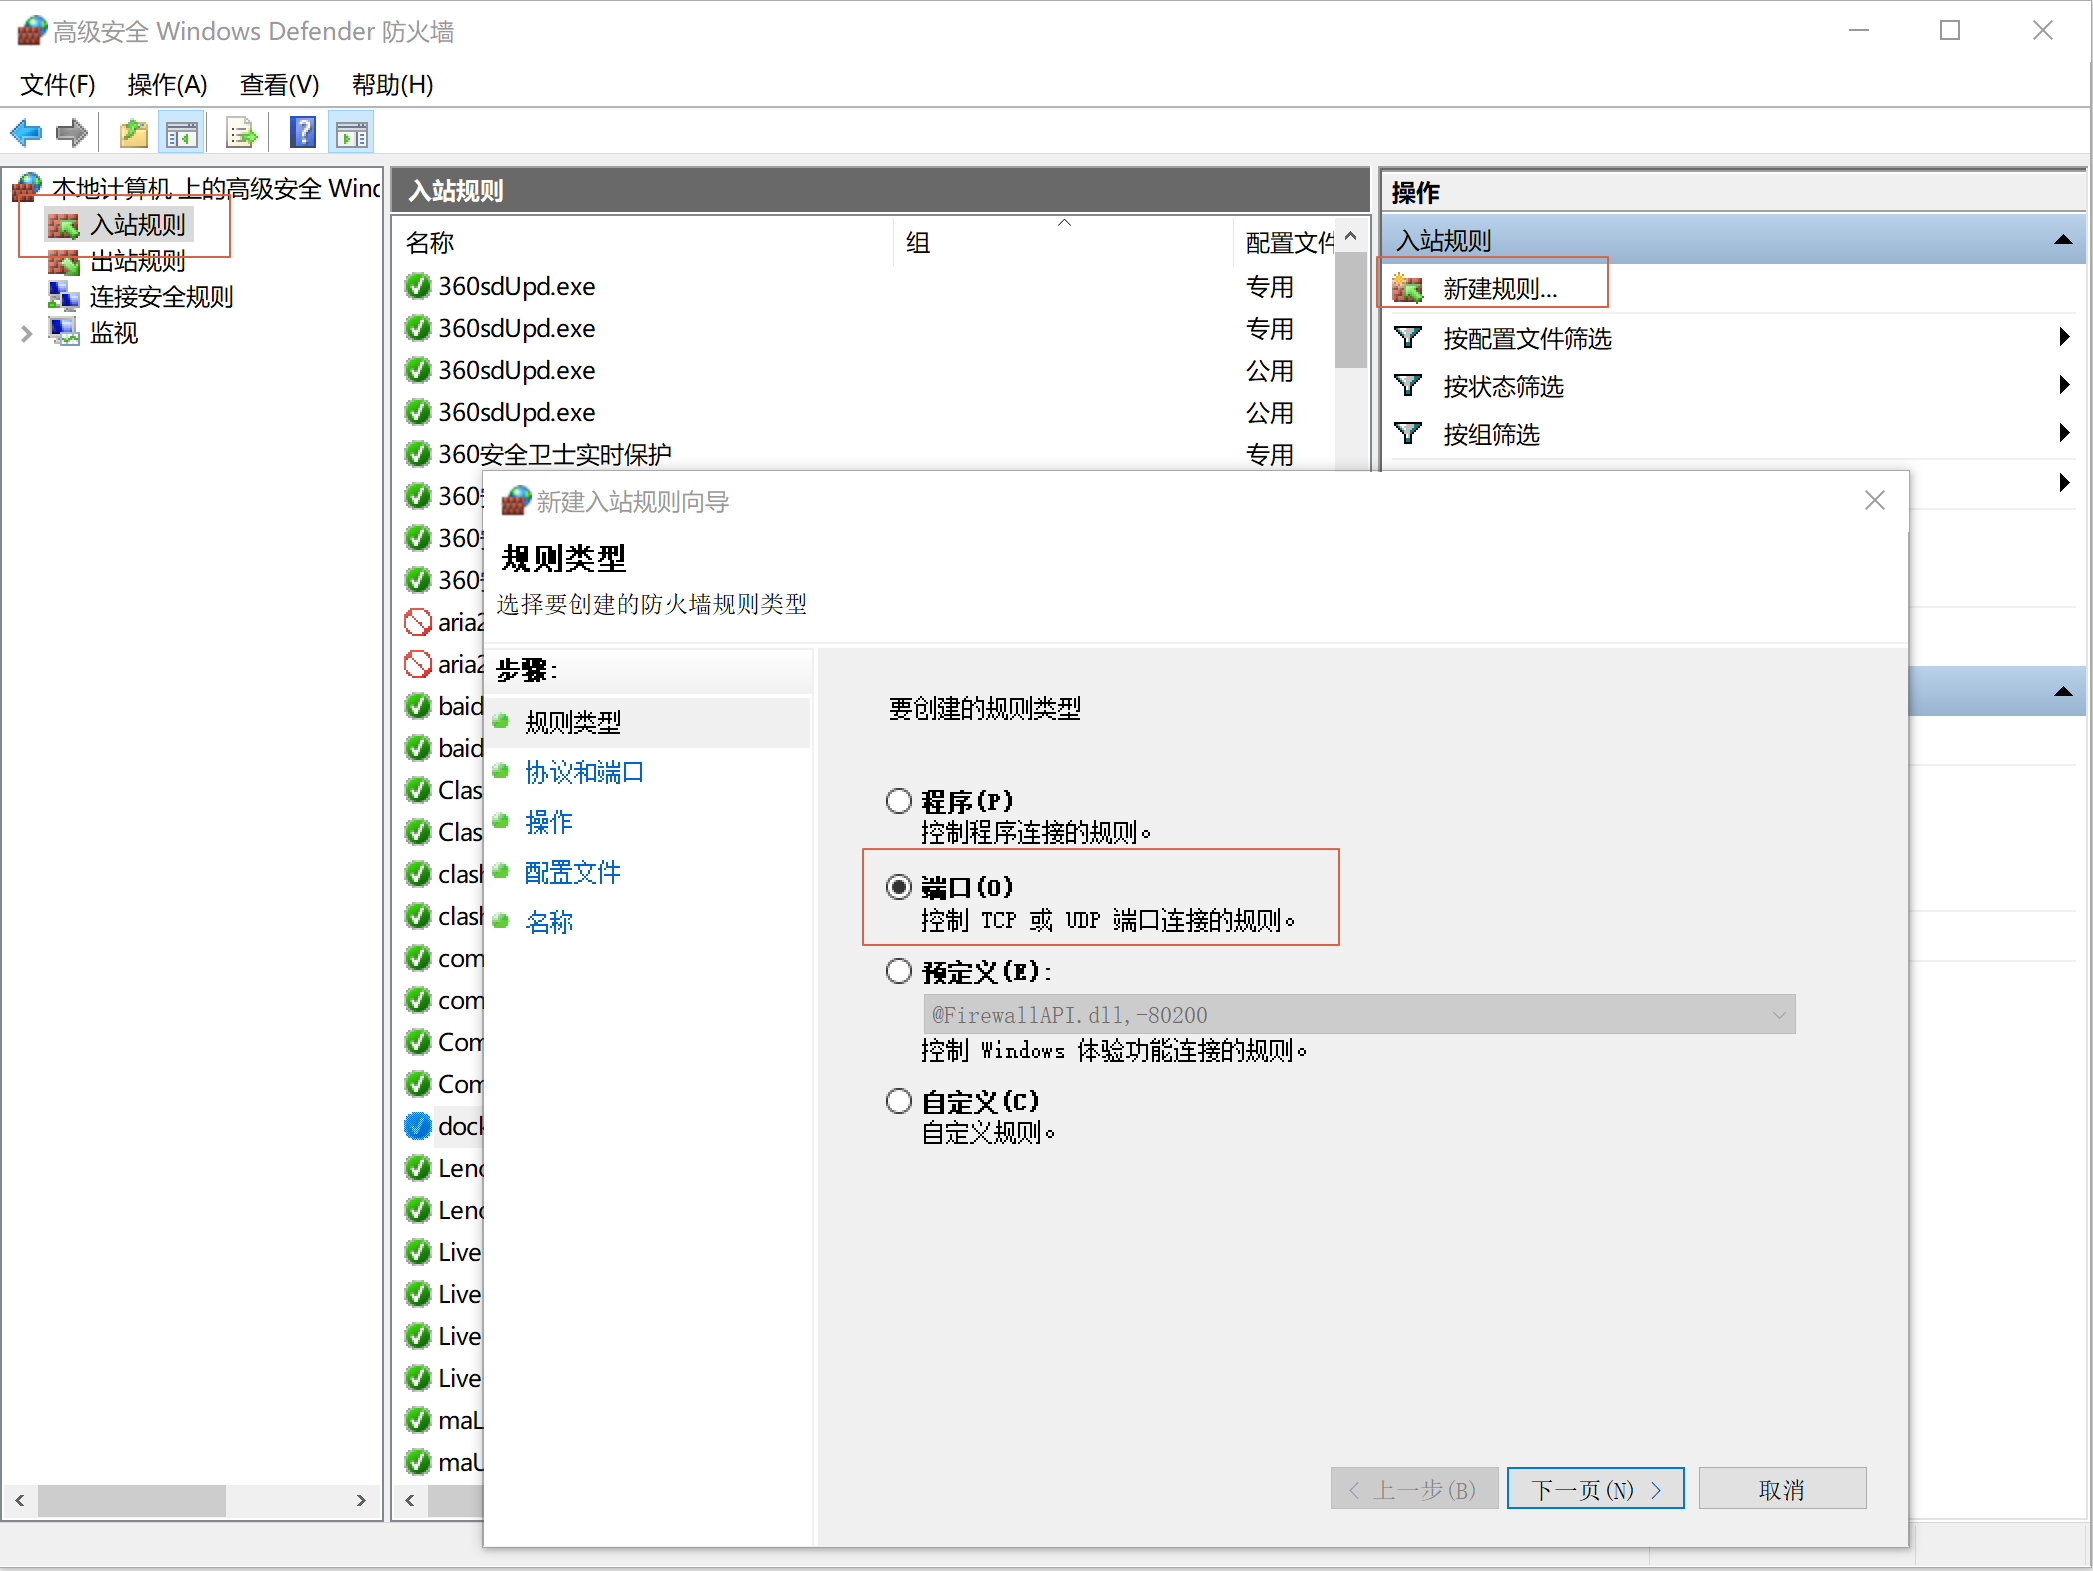 高级安全 Windows Defender 防火墙
文件(F) 操作(A) 查看(V) 帮助(H)
本地计算机 上的高级安全 Wind
入站规则
出站规则
连接安全规则
监视
入站规则
名称 组 配置文件
360sdUpd.exe 专用
360sdUpd.exe 专用
360sdUpd.exe 公用
360sdUpd.exe 公用
360安全卫士实时保护 专用
360
360
360
aria2
aria2
baid
baid
Clas
Clas
clash
clash
com
com
Com
Com
dock
Leno
Leno
Live
Live
Live
Live
maL
maU
操作
入站规则
新建规则...
按配置文件筛选
按状态筛选
按组筛选
新建入站规则向导
规则类型
选择要创建的防火墙规则类型
步骤:
规则类型
协议和端口
操作
配置文件
名称
要创建的规则类型
程序(P)
控制程序连接的规则。
端口(O)
控制 TCP 或 UDP 端口连接的规则。
预定义(E):
@FirewallAPI.dll,-80200
控制 Windows 体验功能连接的规则。
自定义(C)
自定义规则。
< 上一步(B) 下一页(N) > 取消